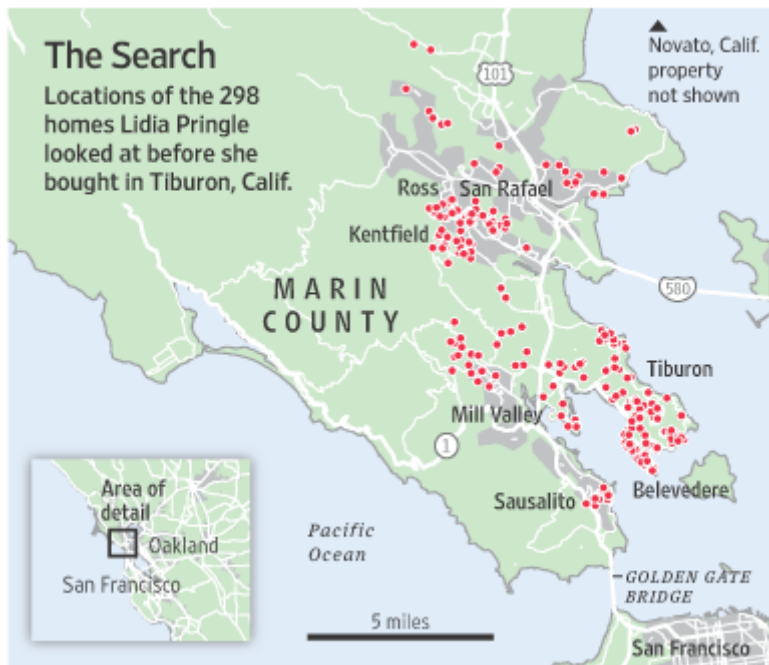 The Search
Locations of the 298
homes Lidia Pringle
looked at before she
bought in Tiburon, Calif.
Novato, Calif.
property
not shown
101
Ross
San Rafael
Kentfield
580
MARIN
COUNTY
Tiburon
Mill Valley
1
Belevedere
Sausalito
Area of
detail
Oakland
San Francisco
Pacific
Ocean
GOLDEN GATE
BRIDGE
5 miles
San Francisco